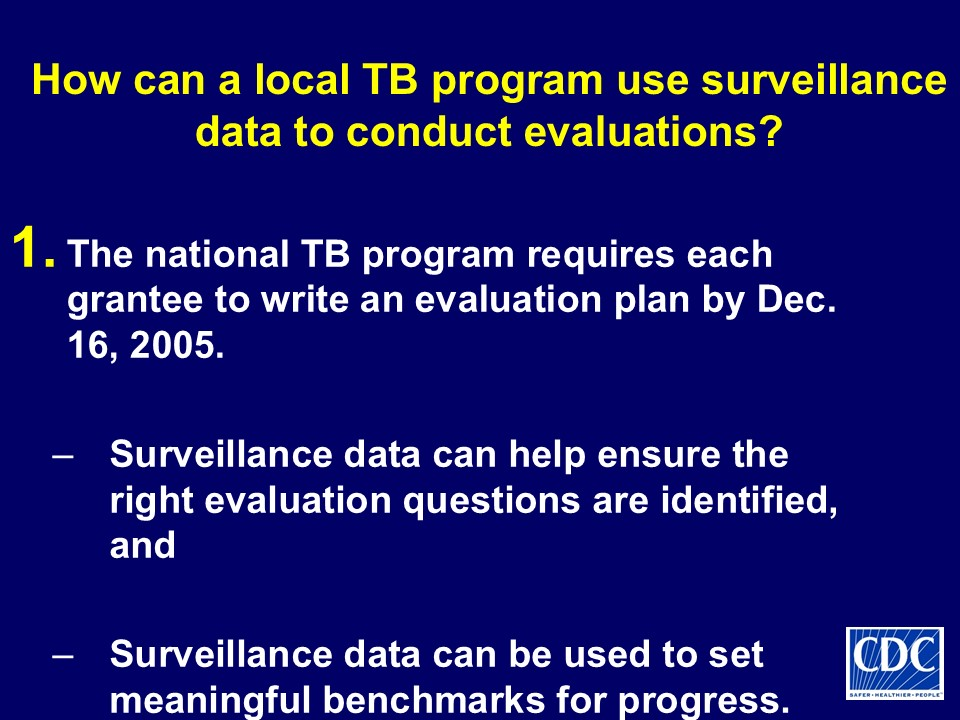 How can a local TB program use surveillance
data to conduct evaluations?
1. The national TB program requires each
grantee to write an evaluation plan by Dec.
16, 2005.
– Surveillance data can help ensure the
right evaluation questions are identified,
and
– Surveillance data can be used to set
meaningful benchmarks for progress.
CDC
SAFER • HEALTHIER • PEOPLE™